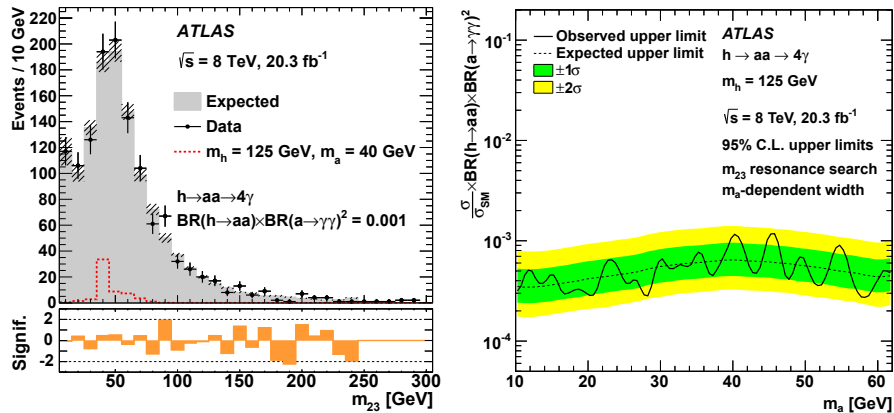 Events / 10 GeV
220
200
180
160
140
120
100
80
60
40
20
0
ATLAS
√s = 8 TeV, 20.3 fb⁻¹
Expected
Data
mₕ = 125 GeV, mₐ = 40 GeV
h→aa→4γ
BR(h→aa)×BR(a→γγ)² = 0.001
Signif.
2
0
-2
50 100 150 200 250 300
m₂₃ [GeV]
σ/σ_SM ×BR(h→aa)×BR(a→γγ)²
10⁻¹
10⁻²
10⁻³
10⁻⁴
Observed upper limit
Expected upper limit
±1σ
±2σ
ATLAS
h → aa → 4γ
mₕ = 125 GeV
√s = 8 TeV, 20.3 fb⁻¹
95% C.L. upper limits
m₂₃ resonance search
mₐ-dependent width
10 20 30 40 50 60
mₐ [GeV]